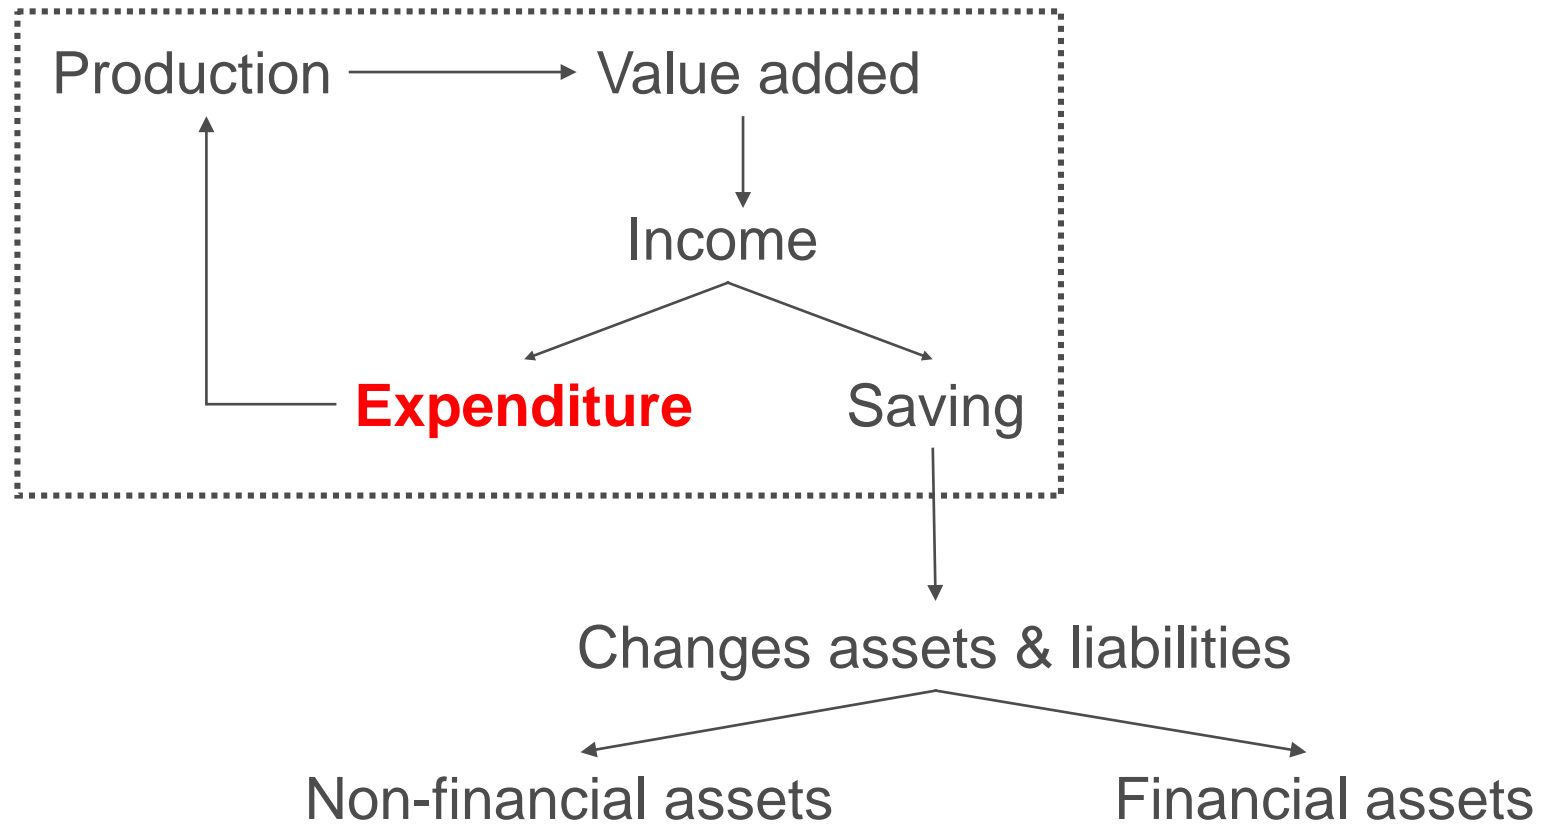 Production
Value added
Income
Expenditure
Saving
Changes assets & liabilities
Non-financial assets
Financial assets